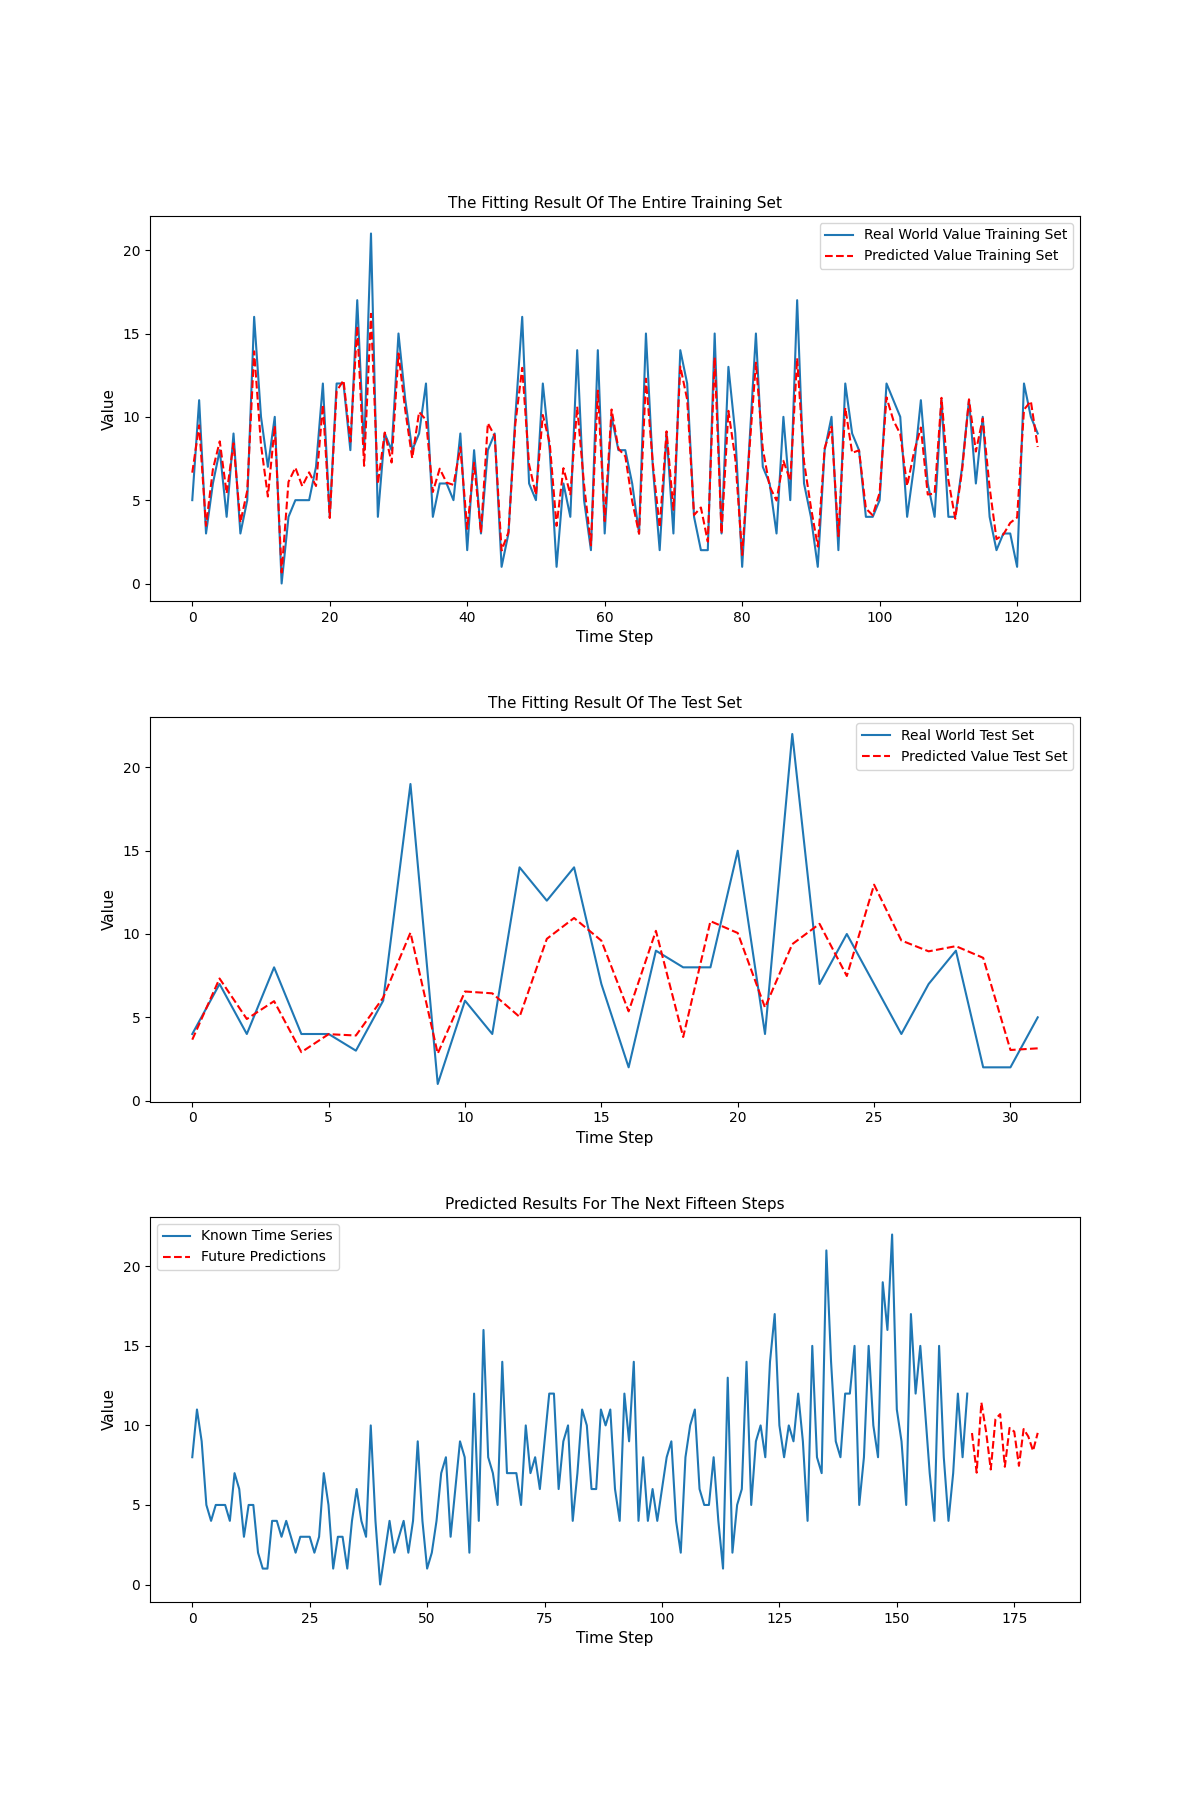 The Fitting Result Of The Entire Training Set
Real World Value Training Set
Predicted Value Training Set
Value
20
15
10
5
0
0 20 40 60 80 100 120
Time Step
The Fitting Result Of The Test Set
Real World Test Set
Predicted Value Test Set
Value
20
15
10
5
0
0 5 10 15 20 25 30
Time Step
Predicted Results For The Next Fifteen Steps
Known Time Series
Future Predictions
Value
20
15
10
5
0
0 25 50 75 100 125 150 175
Time Step